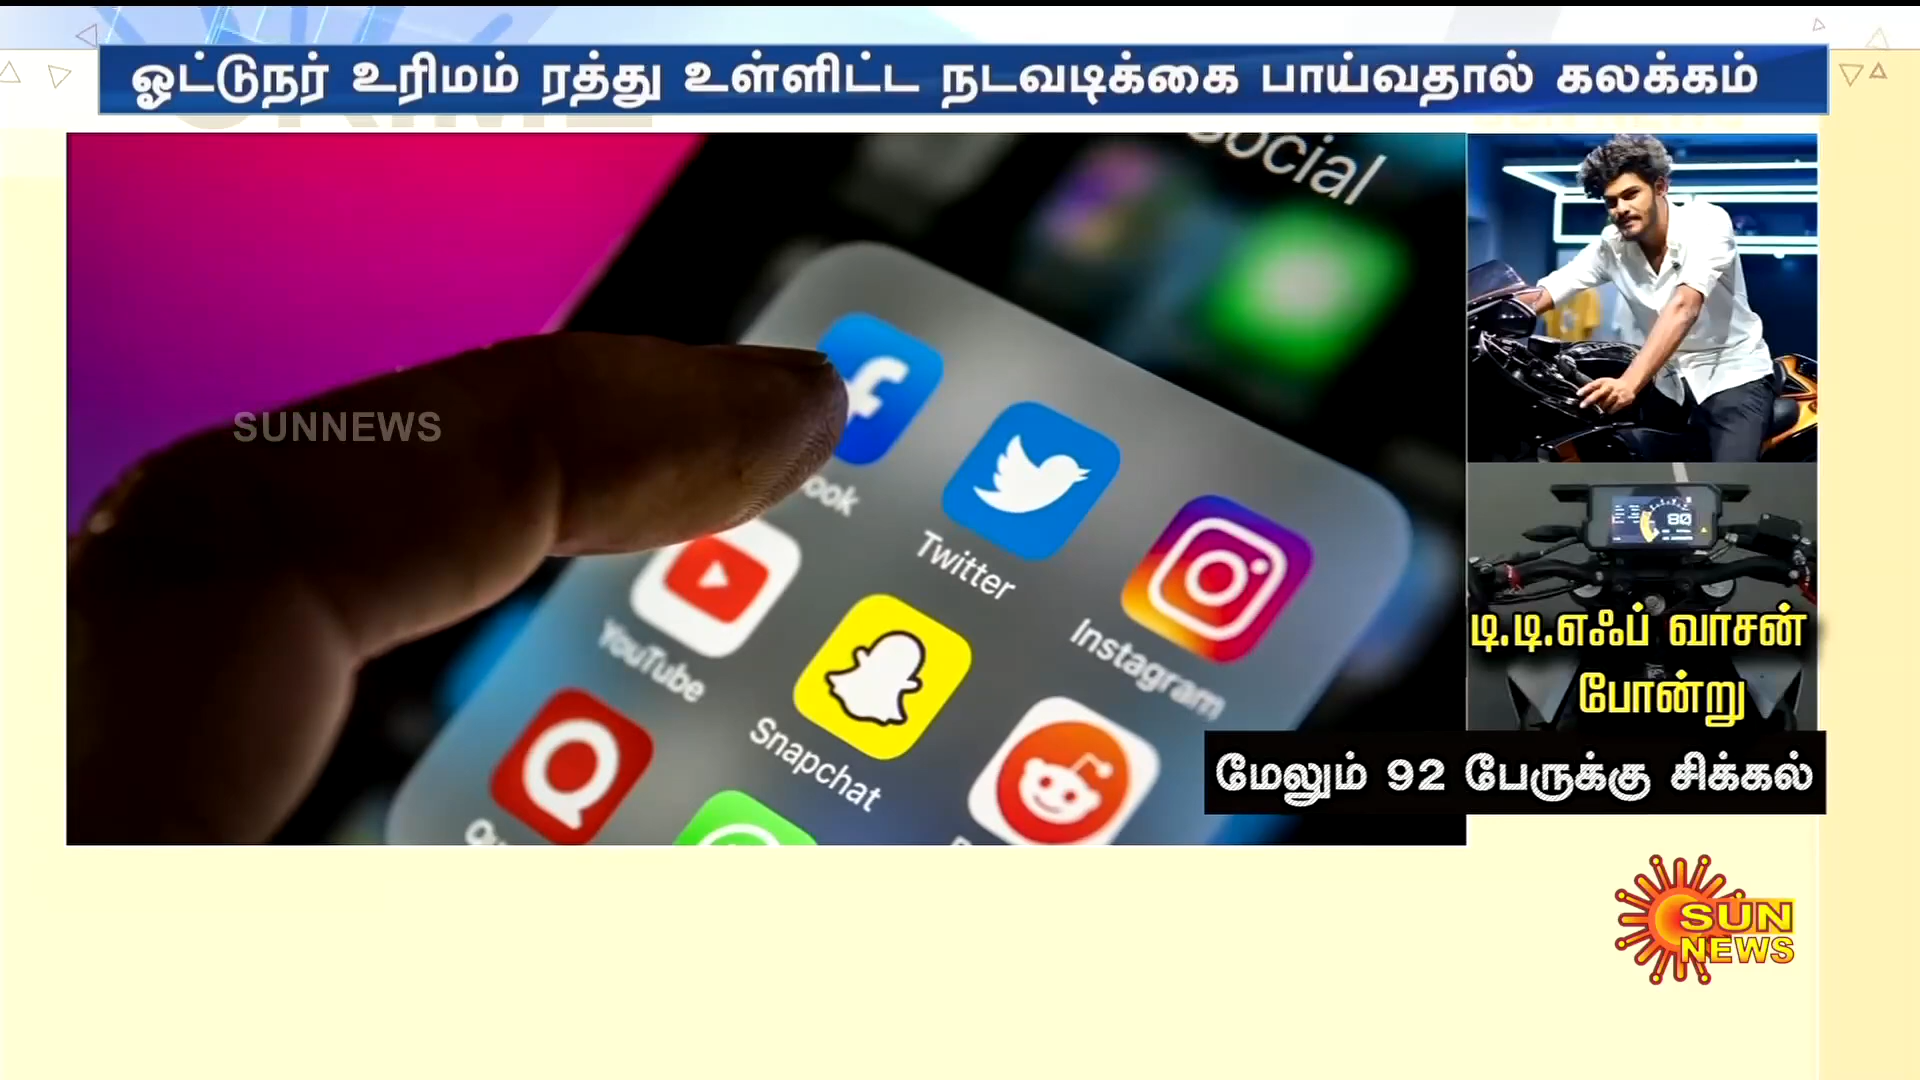 ஓட்டுநர் உரிமம் ரத்து உள்ளிட்ட நடவடிக்கை பாய்வதால் கலக்கம்
Social
SUNNEWS
Twitter
Instagram
YouTube
Snapchat
80
டி.டி.எஃப் வாசன்
போன்று
மேலும் 92 பேருக்கு சிக்கல்
SUN
NEWS